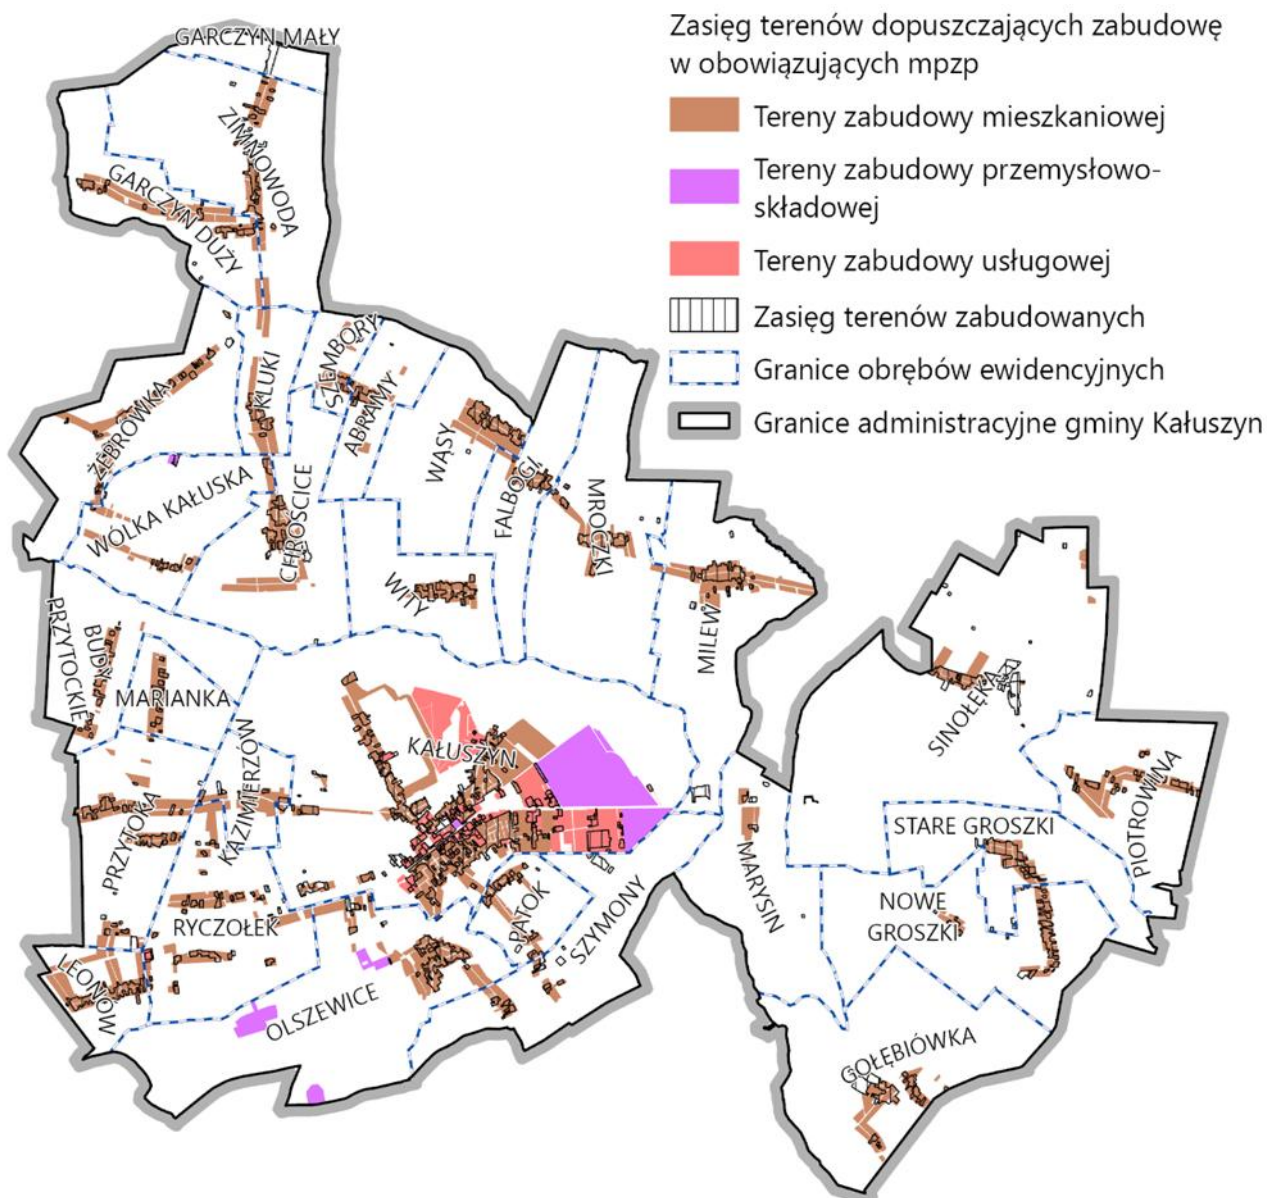 Zasięg terenów dopuszczających zabudowę
w obowiązujących mpzp
Tereny zabudowy mieszkaniowej
Tereny zabudowy przemysłowo-
składowej
Tereny zabudowy usługowej
Zasięg terenów zabudowanych
Granice obrębów ewidencyjnych
Granice administracyjne gminy Kałuszyn
GARCZYN MAŁY
ZIMNOWODA
GARCZYN DUŻY
SZEMBORY
KLUKI
ABRAMY
ŻEBRÓWKA
WĄSY
FALBOGI
WÓLKA KAŁUSKA
CHROŚCICE
MROCZKI
WITY
MILEW
PRZYTOCKIE
BUDY
MARIANKA
SINOŁĘKA
KAZIMIERZÓW
KAŁUSZYN
PIOTROWINA
PRZYTOKA
STARE GROSZKI
MARYSIN
NOWE
GROSZKI
RYCZOŁEK
PATOK
SZYMONY
LEONÓW
OLSZEWICE
GOŁĘBIÓWKA